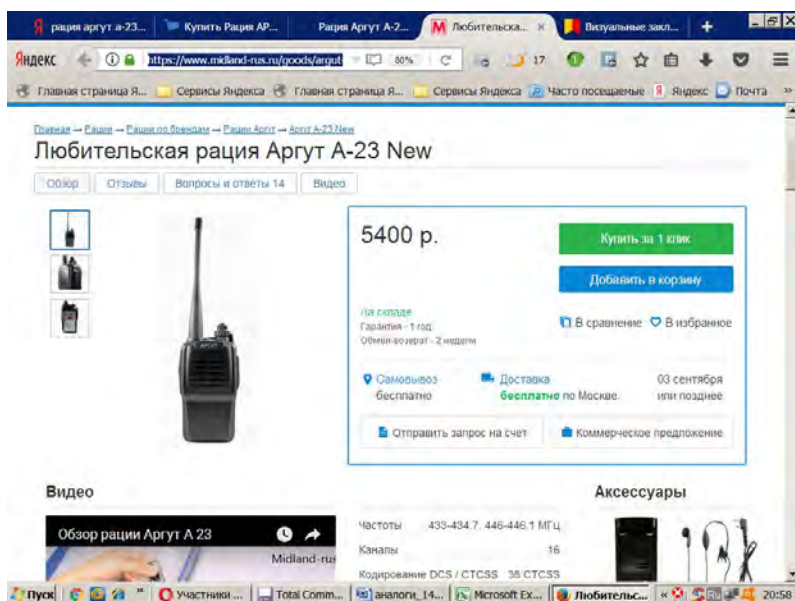 рация аргут а-23...
Купить Рация АР...
Рация Аргут А-2...
Любительска...
Визуальные закл...
Яндекс
https://www.midland-rus.ru/goods/argut
80%
17
Главная страница Я...
Сервисы Яндекса
Главная страница Я...
Сервисы Яндекса
Часто посещаемые
Яндекс
Почта
Главная → Рации → Рации по брендам → Рации Аргут → Аргут А-23 New
Любительская рация Аргут А-23 New
Обзор
Отзывы
Вопросы и ответы 14
Видео
5400 р.
Купить за 1 клик
Добавить в корзину
На складе
Гарантия - 1 год
Обмен-возврат - 2 недели
В сравнение
В избранное
Самовывоз
бесплатно
Доставка
бесплатно по Москве.
03 сентября
или позднее
Отправить запрос на счет
Коммерческое предложение
АРГУТ
Видео
Аксессуары
Обзор рации Аргут А 23
Midland-rus
Частоты 433-434.7, 446-446.1 МГц
Каналы 16
Кодирование DCS / CTCSS 38 CTCSS
Пуск
Участники ...
Total Comm...
аналоги_14...
Microsoft Ex...
Любительс...
20:58